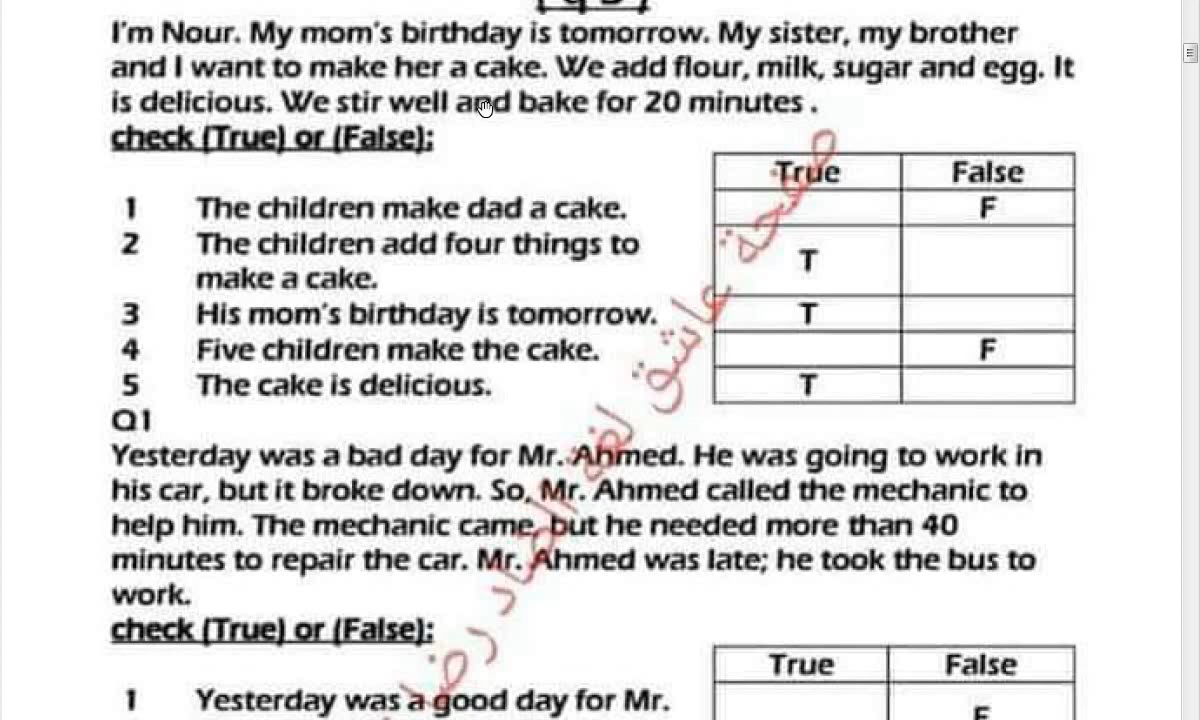 I'm Nour. My mom's birthday is tomorrow. My sister, my brother
and I want to make her a cake. We add flour, milk, sugar and egg. It
is delicious. We stir well and bake for 20 minutes .
check (True) or (False):
True False
1 The children make dad a cake. F
2 The children add four things to
make a cake. T
3 His mom's birthday is tomorrow. T
4 Five children make the cake. F
5 The cake is delicious. T
Q1
Yesterday was a bad day for Mr. Ahmed. He was going to work in
his car, but it broke down. So, Mr. Ahmed called the mechanic to
help him. The mechanic came, but he needed more than 40
minutes to repair the car. Mr. Ahmed was late; he took the bus to
work.
check (True) or (False):
True False
1 Yesterday was a good day for Mr. F
صفحة عاشق لغة الضاد رضا